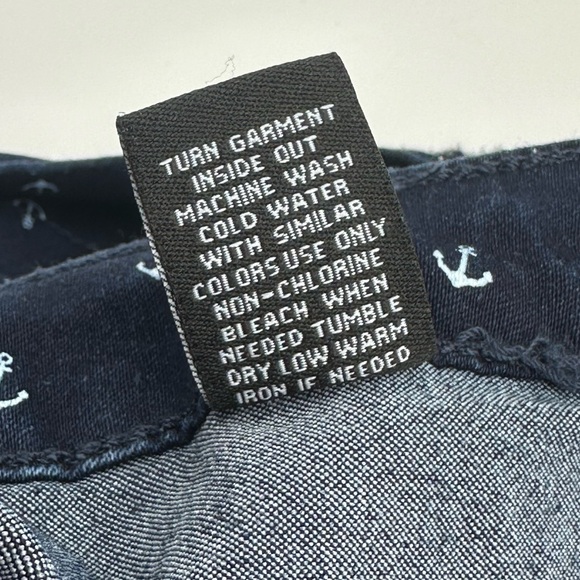 TURN GARMENT
INSIDE OUT
MACHINE WASH
COLD WATER
WITH SIMILAR
COLORS USE ONLY
NON-CHLORINE
BLEACH WHEN
NEEDED TUMBLE
DRY LOW WARM
IRON IF NEEDED